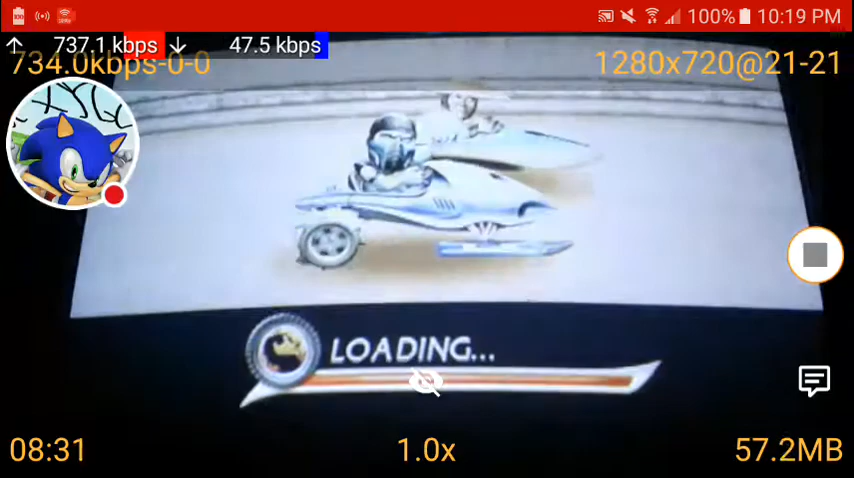 100% 10:19 PM
737.1 kbps 47.5 kbps
734.0kbps-0-0 1280x720@21-21
LOADING...
08:31 1.0x 57.2MB